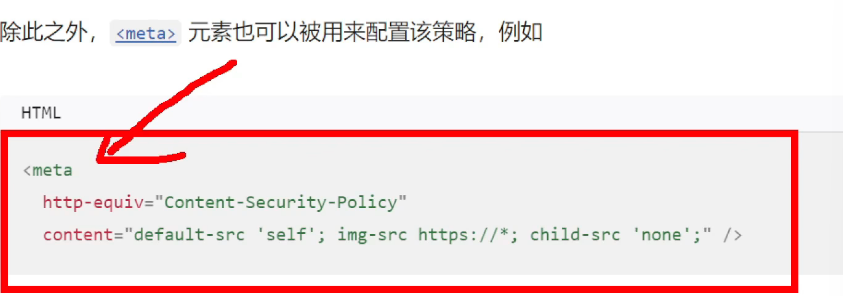 除此之外，<meta> 元素也可以被用来配置该策略，例如
HTML
<meta
http-equiv="Content-Security-Policy"
content="default-src 'self'; img-src https://*; child-src 'none';" />